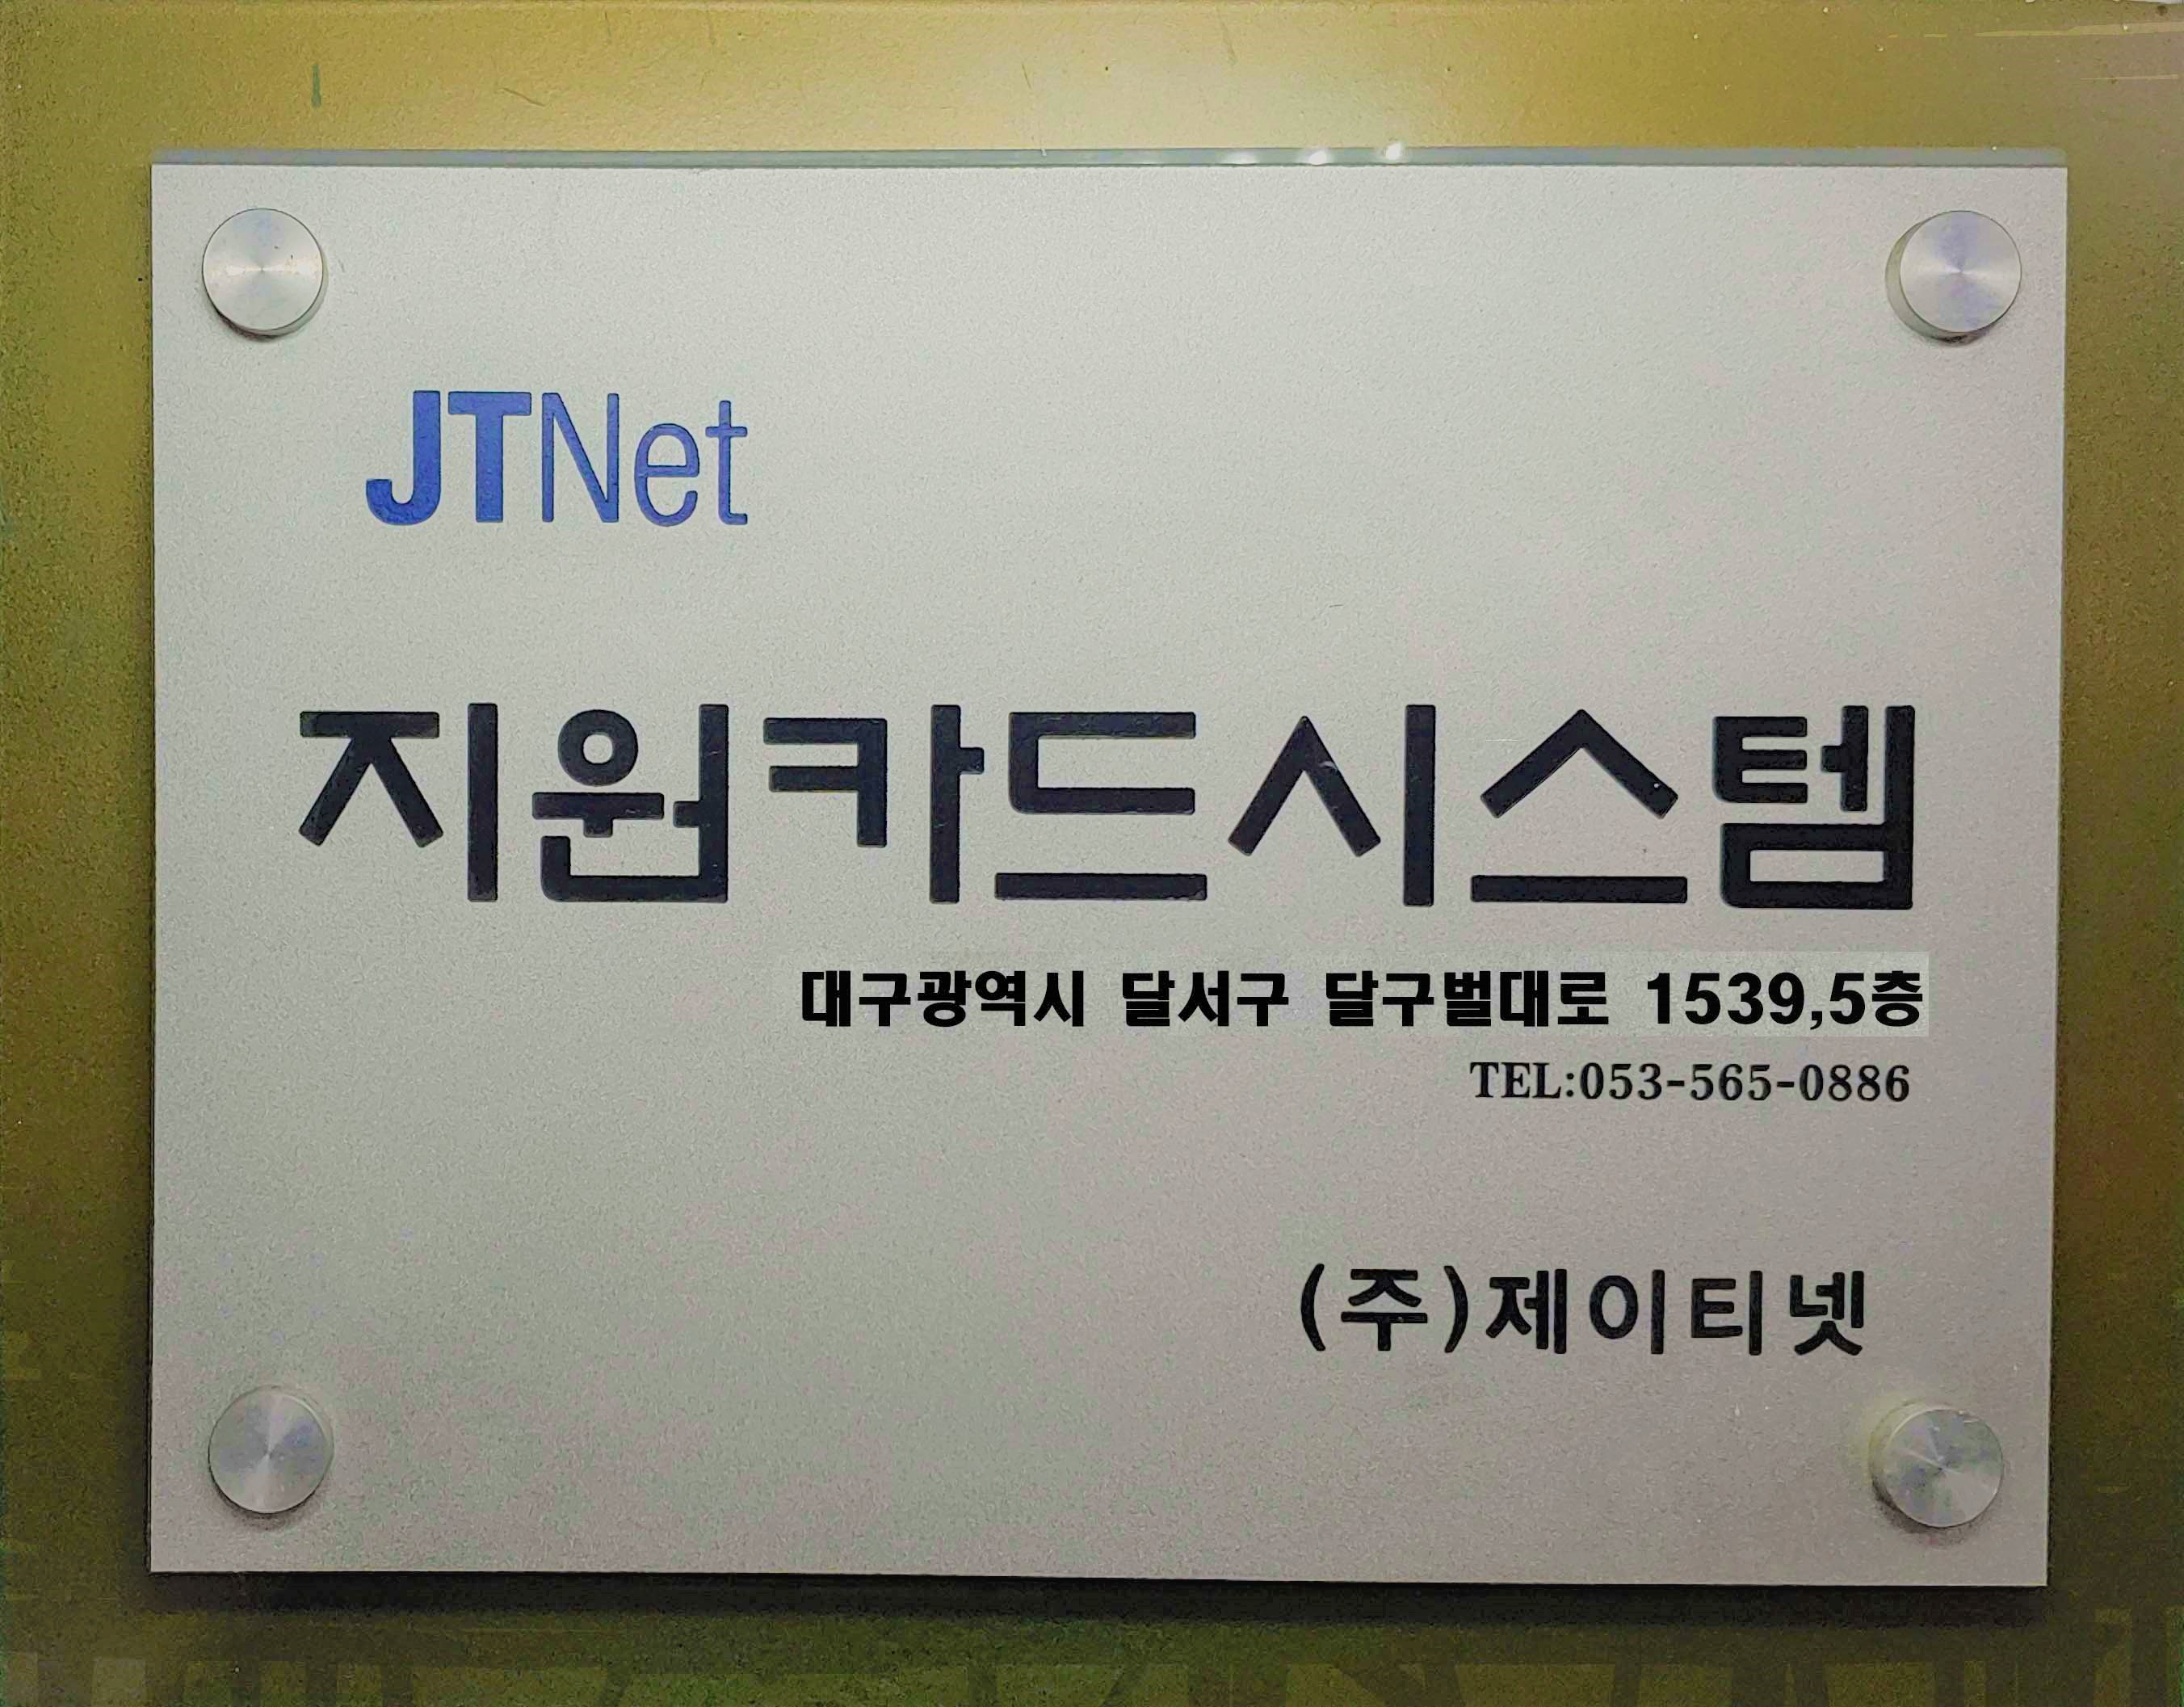 JTNet
지원카드시스템
대구광역시 달서구 달구벌대로 1539,5층
TEL:053-565-0886
(주)제이티넷